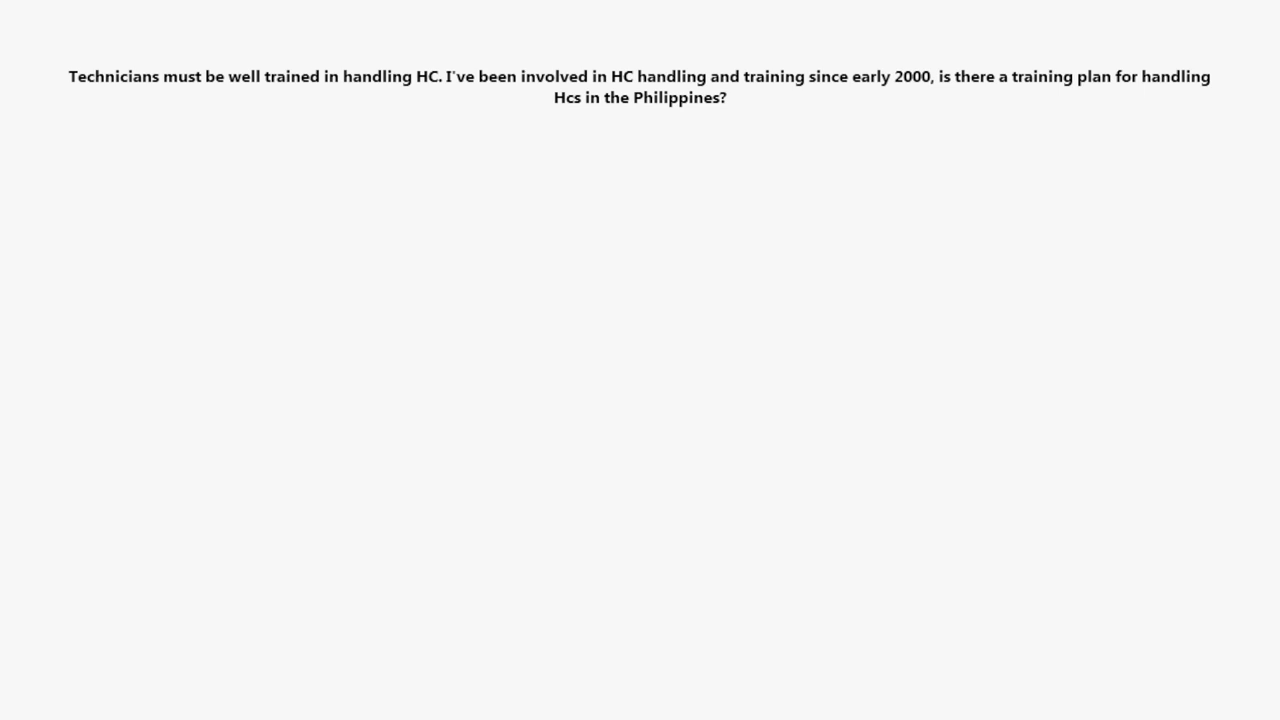 Technicians must be well trained in handling HC. I've been involved in HC handling and training since early 2000, is there a training plan for handling
Hcs in the Philippines?